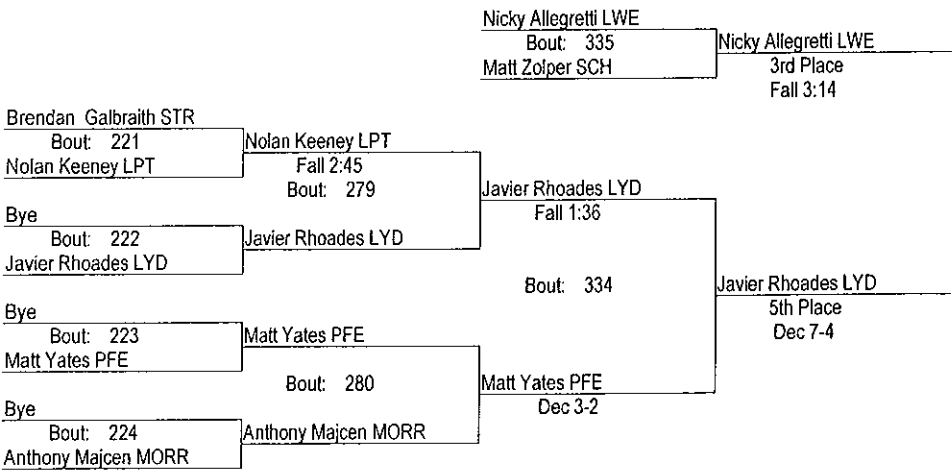 Nicky Allegretti LWE
Bout: 335
Matt Zolper SCH
Nicky Allegretti LWE
3rd Place
Fall 3:14
Brendan Galbraith STR
Bout: 221
Nolan Keeney LPT
Nolan Keeney LPT
Fall 2:45
Bout: 279
Bye
Bout: 222
Javier Rhoades LYD
Javier Rhoades LYD
Javier Rhoades LYD
Fall 1:36
Bout: 334
Javier Rhoades LYD
5th Place
Dec 7-4
Bye
Bout: 223
Matt Yates PFE
Matt Yates PFE
Bout: 280
Matt Yates PFE
Dec 3-2
Bye
Bout: 224
Anthony Majcen MORR
Anthony Majcen MORR